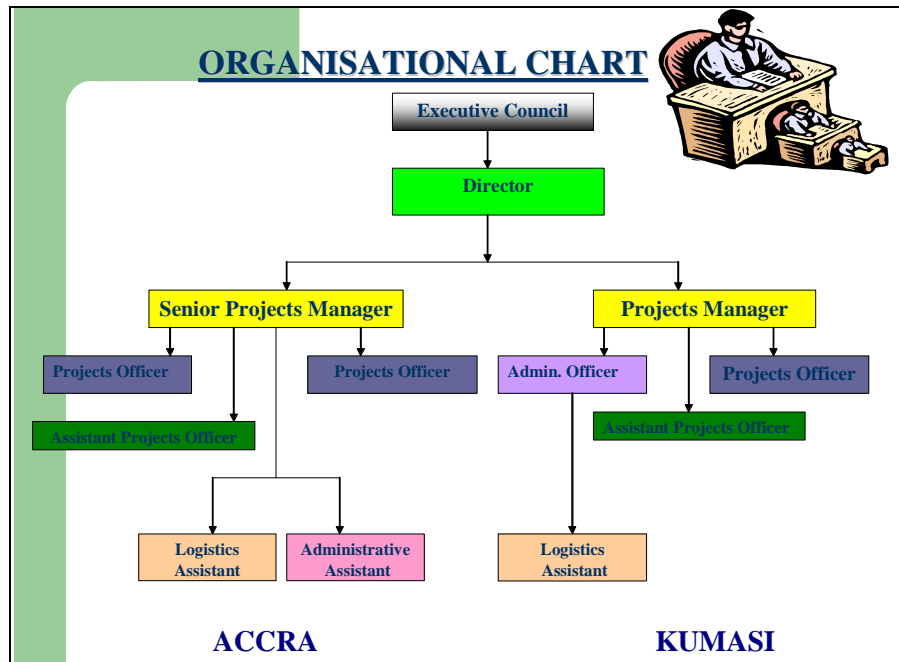 ORGANISATIONAL CHART
Executive Council
Director
Senior Projects Manager
Projects Manager
Projects Officer
Projects Officer
Admin. Officer
Projects Officer
Assistant Projects Officer
Assistant Projects Officer
Logistics
Assistant
Administrative
Assistant
Logistics
Assistant
ACCRA
KUMASI